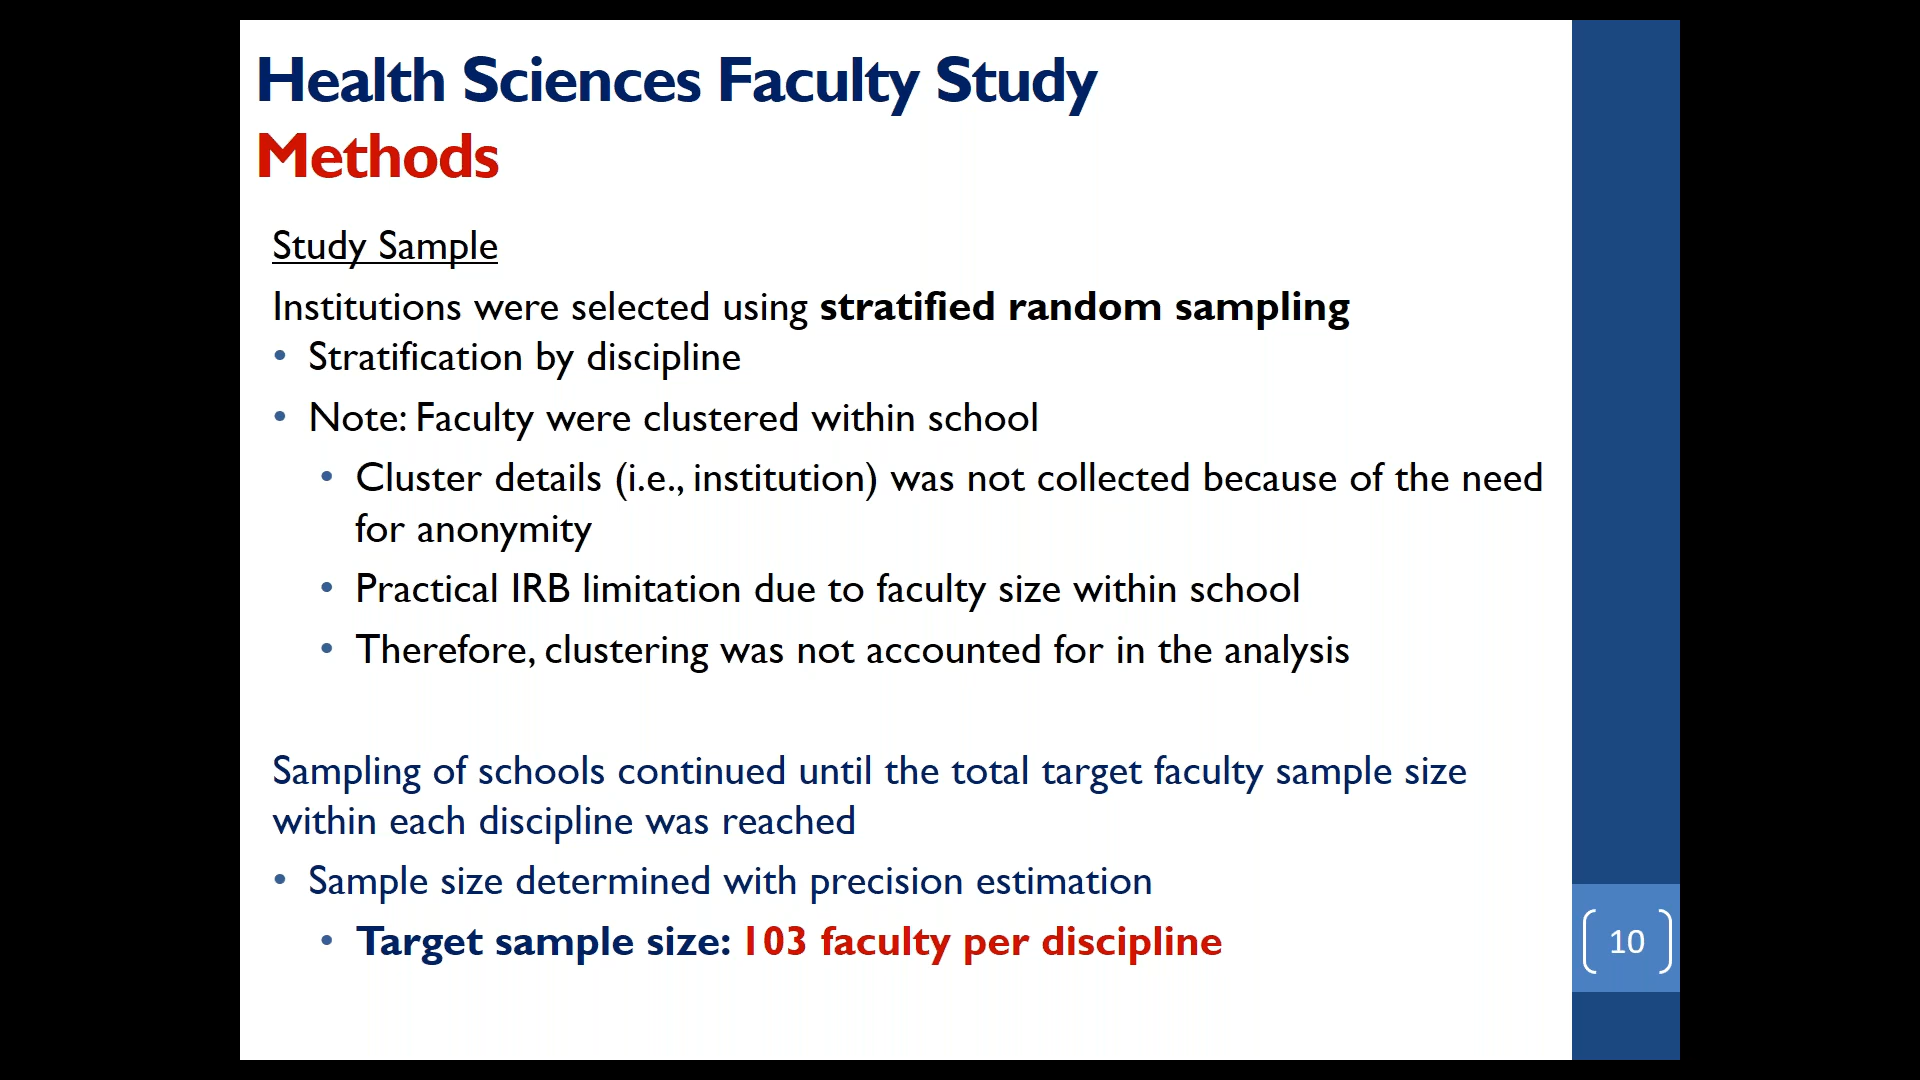 Health Sciences Faculty Study
Methods
Study Sample
Institutions were selected using stratified random sampling
• Stratification by discipline
• Note: Faculty were clustered within school
• Cluster details (i.e., institution) was not collected because of the need
for anonymity
• Practical IRB limitation due to faculty size within school
• Therefore, clustering was not accounted for in the analysis
Sampling of schools continued until the total target faculty sample size
within each discipline was reached
• Sample size determined with precision estimation
• Target sample size: 103 faculty per discipline
10